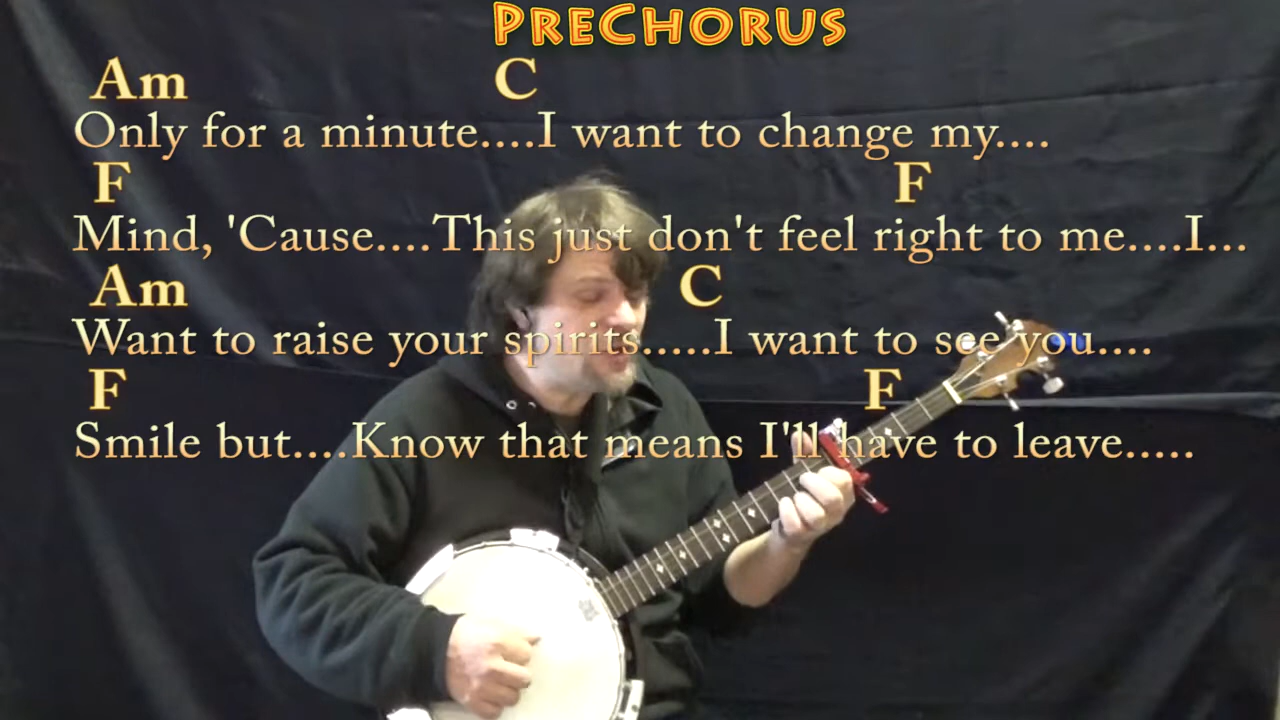 PRECHORUS
Am C
Only for a minute....I want to change my....
F F
Mind, 'Cause....This just don't feel right to me....I...
Am C
Want to raise your spirits.....I want to see you....
F F
Smile but....Know that means I'll have to leave.....